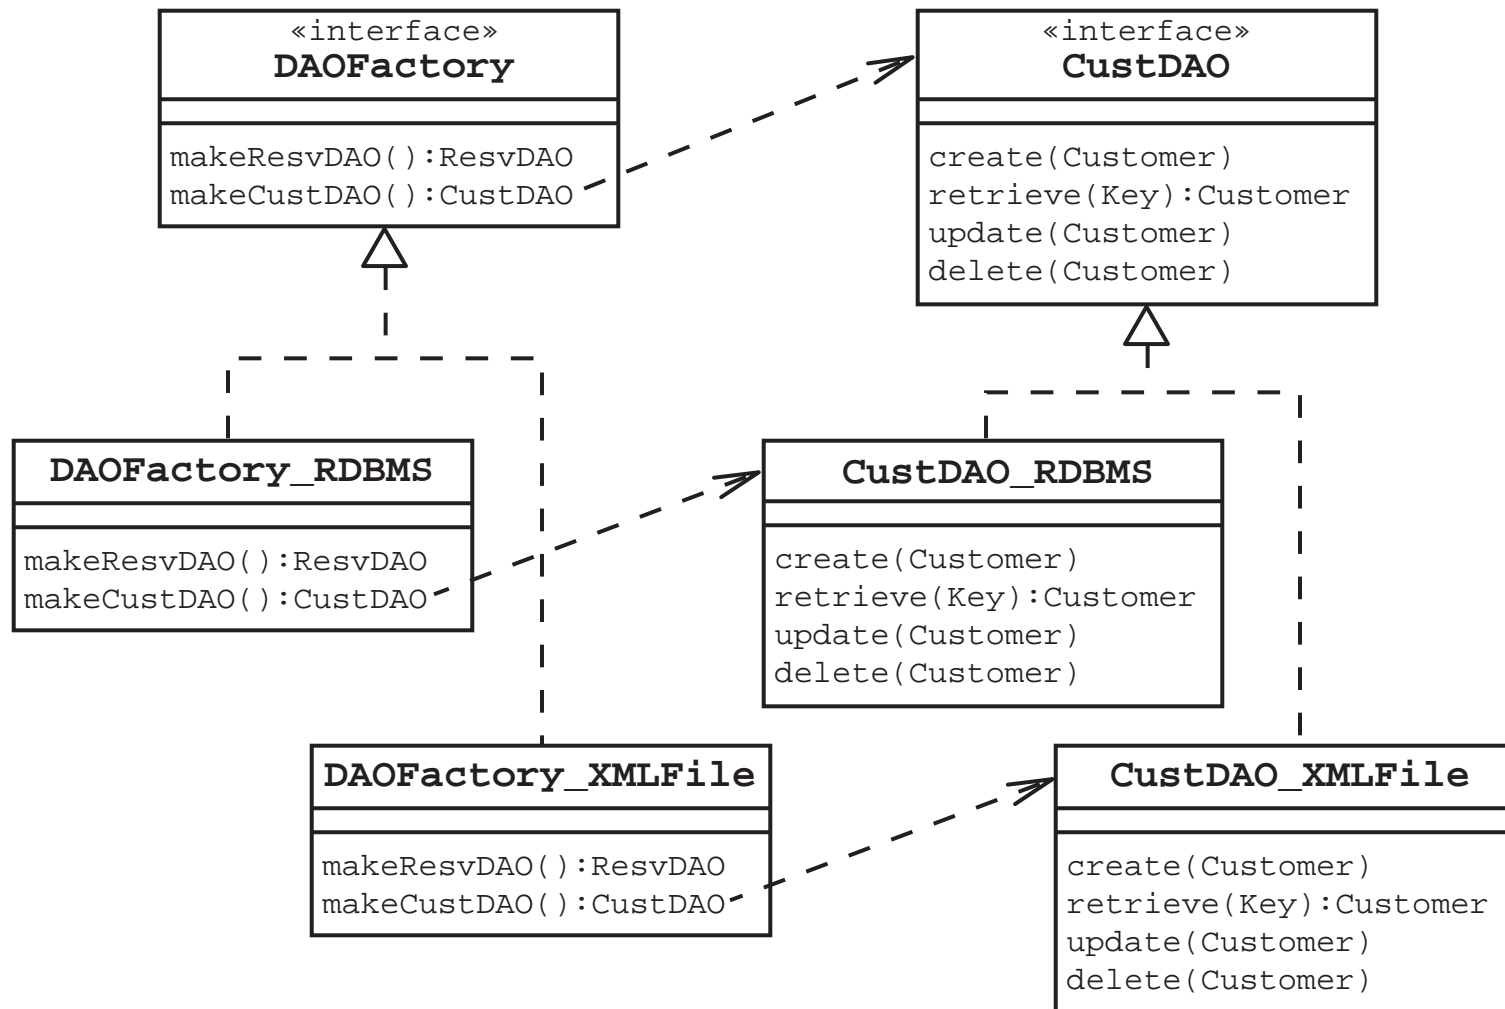 «interface»
DAOFactory
makeResvDAO():ResvDAO
makeCustDAO():CustDAO
«interface»
CustDAO
create(Customer)
retrieve(Key):Customer
update(Customer)
delete(Customer)
DAOFactory_RDBMS
makeResvDAO():ResvDAO
makeCustDAO():CustDAO
CustDAO_RDBMS
create(Customer)
retrieve(Key):Customer
update(Customer)
delete(Customer)
DAOFactory_XMLFile
makeResvDAO():ResvDAO
makeCustDAO():CustDAO
CustDAO_XMLFile
create(Customer)
retrieve(Key):Customer
update(Customer)
delete(Customer)